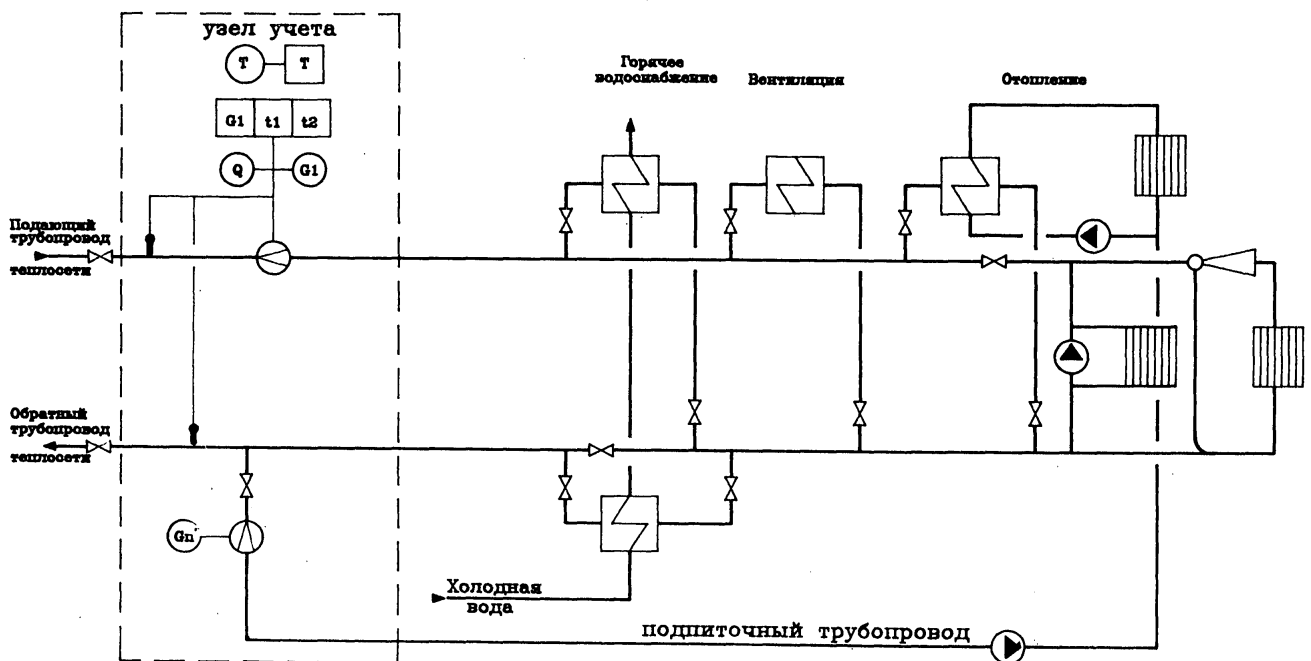 узел учета
T T
G1 t1 t2
Q G1
Горячее
водоснабжение
Вентиляция
Отопление
Подающий
трубопровод
теплосети
Обратный
трубопровод
теплосети
Gп
Холодная
вода
подпиточный трубопровод